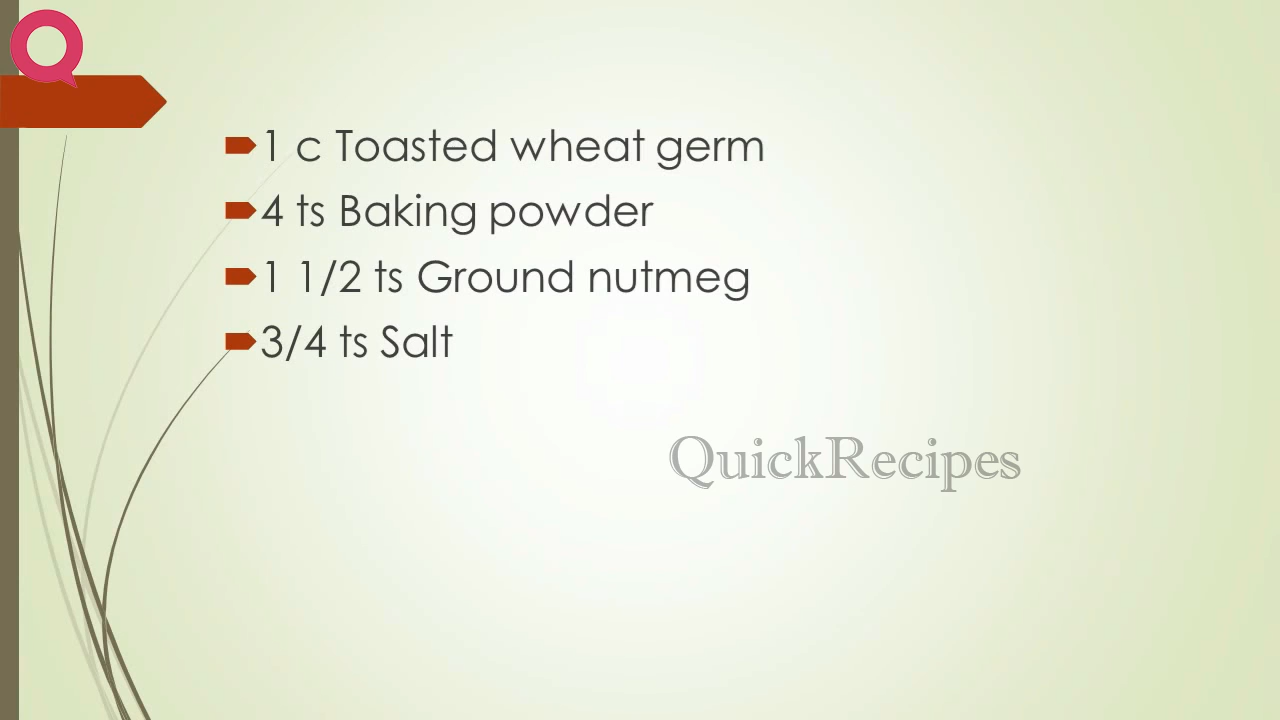 1 c Toasted wheat germ
4 ts Baking powder
1 1/2 ts Ground nutmeg
3/4 ts Salt
QuickRecipes